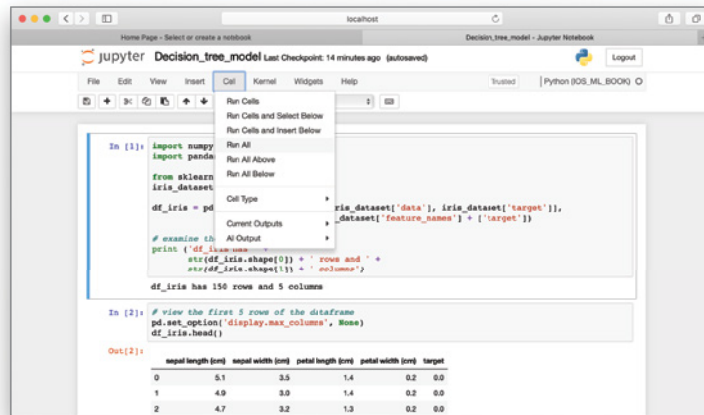 localhost
Home Page - Select or create a notebook
Decision_tree_model - Jupyter Notebook
jupyter Decision_tree_model Last Checkpoint: 14 minutes ago (autosaved)
Logout
File Edit View Insert Cell Kernel Widgets Help
Trusted Python (IOS_ML_BOOK)
Run Cells
Run Cells and Select Below
Run Cells and Insert Below
Run All
Run All Above
Run All Below
Cell Type
Current Outputs
All Output
In [1]: import numpy
import panda
from sklearn
iris_dataset
df_iris = pd ris_dataset['data'], iris_dataset['target']],
_dataset['feature_names'] + ['target'])
# examine the
print ('df_iris has ' +
str(df_iris.shape[0]) + ' rows and ' +
str(df_iris.shape[1]) + ' columns')
df_iris has 150 rows and 5 columns
In [2]: # view the first 5 rows of the dataframe
pd.set_option('display.max_columns', None)
df_iris.head()
Out[2]:
sepal length (cm) sepal width (cm) petal length (cm) petal width (cm) target
0 5.1 3.5 1.4 0.2 0.0
1 4.9 3.0 1.4 0.2 0.0
2 4.7 3.2 1.3 0.2 0.0